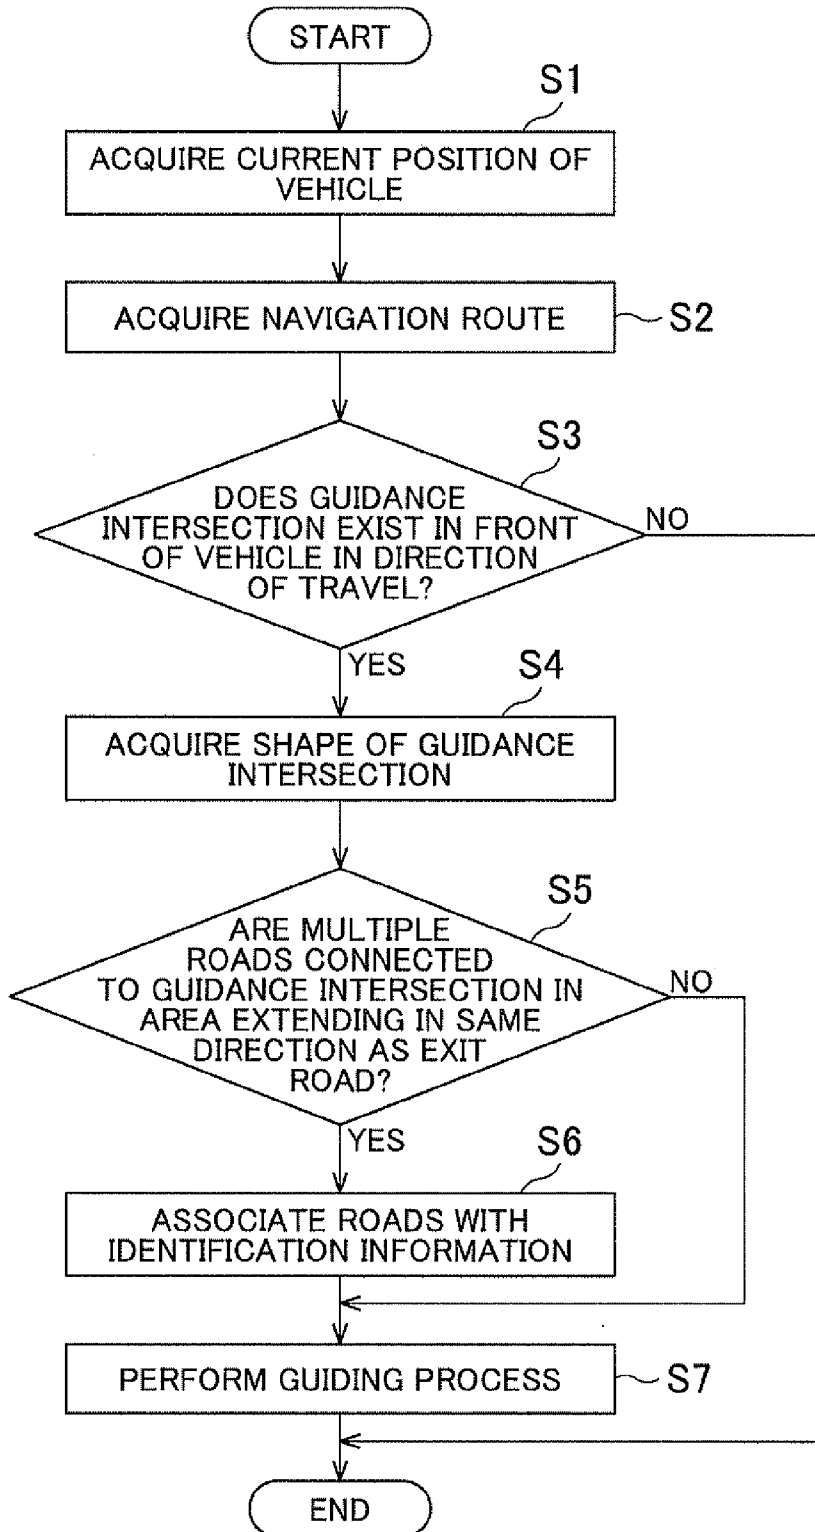 START
S1
ACQUIRE CURRENT POSITION OF
VEHICLE
ACQUIRE NAVIGATION ROUTE
S2
S3
DOES GUIDANCE
INTERSECTION EXIST IN FRONT
OF VEHICLE IN DIRECTION
OF TRAVEL?
NO
YES
S4
ACQUIRE SHAPE OF GUIDANCE
INTERSECTION
S5
ARE MULTIPLE
ROADS CONNECTED
TO GUIDANCE INTERSECTION IN
AREA EXTENDING IN SAME
DIRECTION AS EXIT
ROAD?
NO
YES
S6
ASSOCIATE ROADS WITH
IDENTIFICATION INFORMATION
PERFORM GUIDING PROCESS
S7
END